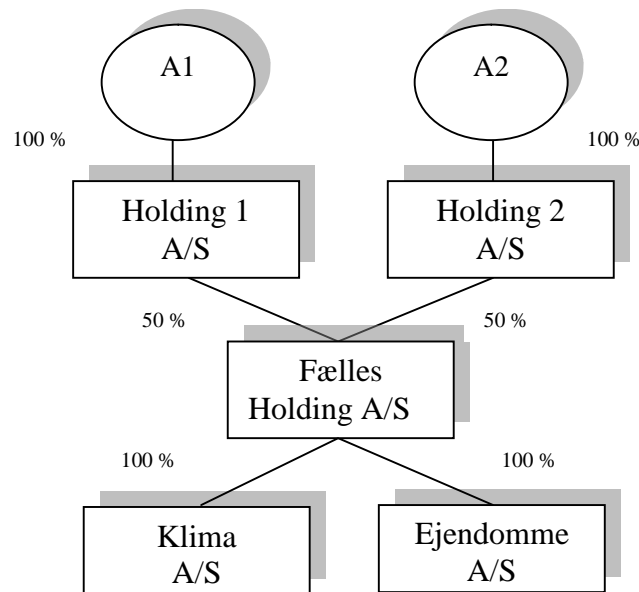 A1
A2
100 %
100 %
Holding 1
A/S
Holding 2
A/S
50 %
50 %
Fælles
Holding A/S
100 %
100 %
Klima
A/S
Ejendomme
A/S